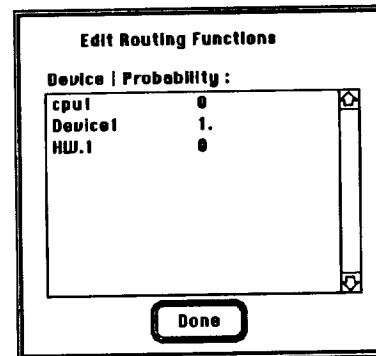 Edit Routing Functions
Device | Probability :
cpu1 0
Device1 1.
HW.1 0
Done